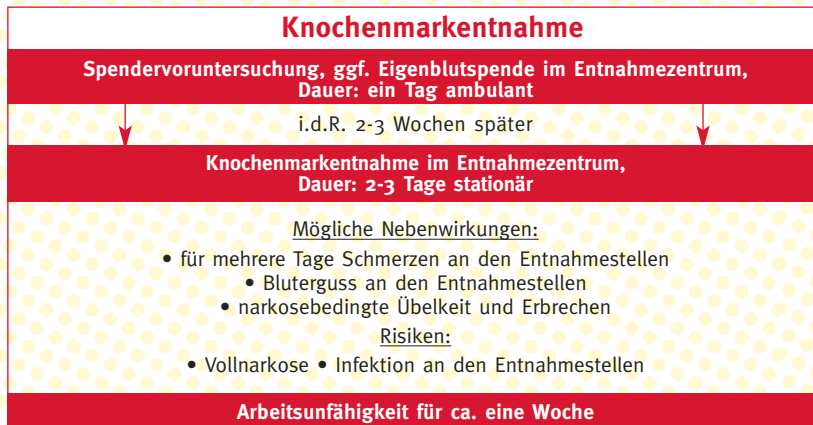 Knochenmarkentnahme
Spendervoruntersuchung, ggf. Eigenblutspende im Entnahmezentrum,
Dauer: ein Tag ambulant
i.d.R. 2-3 Wochen später
Knochenmarkentnahme im Entnahmezentrum,
Dauer: 2-3 Tage stationär
Mögliche Nebenwirkungen:
• für mehrere Tage Schmerzen an den Entnahmestellen
• Bluterguss an den Entnahmestellen
• narkosebedingte Übelkeit und Erbrechen
Risiken:
• Vollnarkose • Infektion an den Entnahmestellen
Arbeitsunfähigkeit für ca. eine Woche